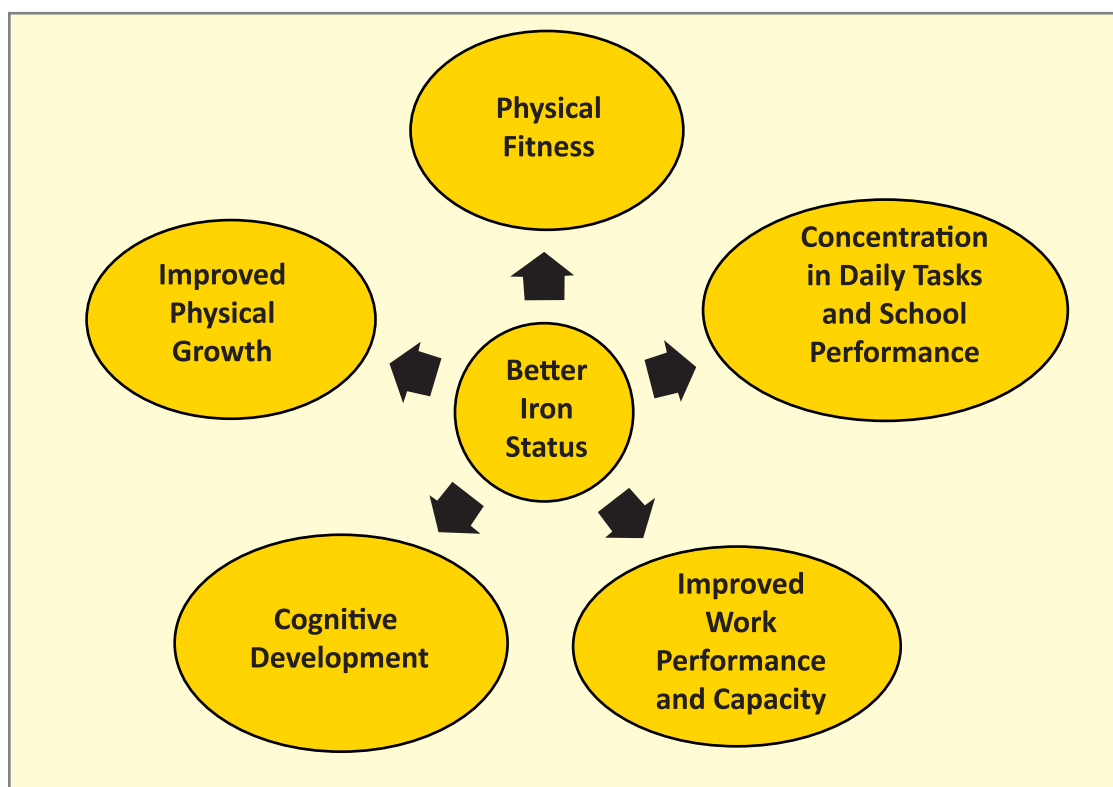 Physical
Fitness
Concentration
in Daily Tasks
and School
Performance
Improved
Physical
Growth
Better
Iron
Status
Cognitive
Development
Improved
Work
Performance
and Capacity